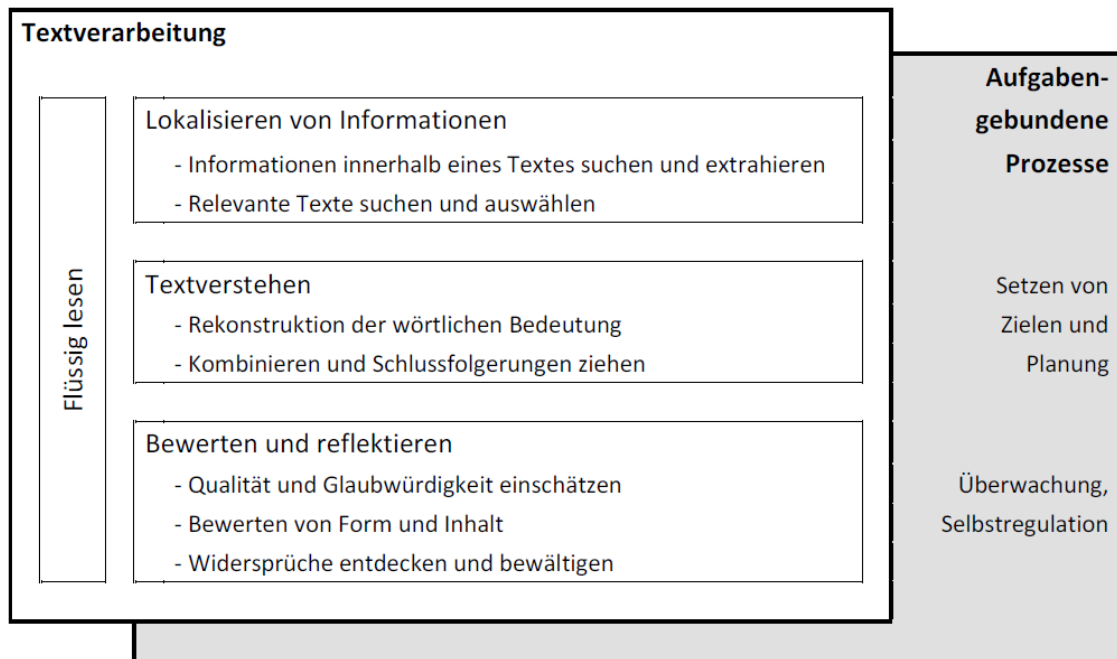 Textverarbeitung
Flüssig lesen
Lokalisieren von Informationen
- Informationen innerhalb eines Textes suchen und extrahieren
- Relevante Texte suchen und auswählen
Textverstehen
- Rekonstruktion der wörtlichen Bedeutung
- Kombinieren und Schlussfolgerungen ziehen
Bewerten und reflektieren
- Qualität und Glaubwürdigkeit einschätzen
- Bewerten von Form und Inhalt
- Widersprüche entdecken und bewältigen
Aufgaben-
gebundene
Prozesse
Setzen von
Zielen und
Planung
Überwachung,
Selbstregulation